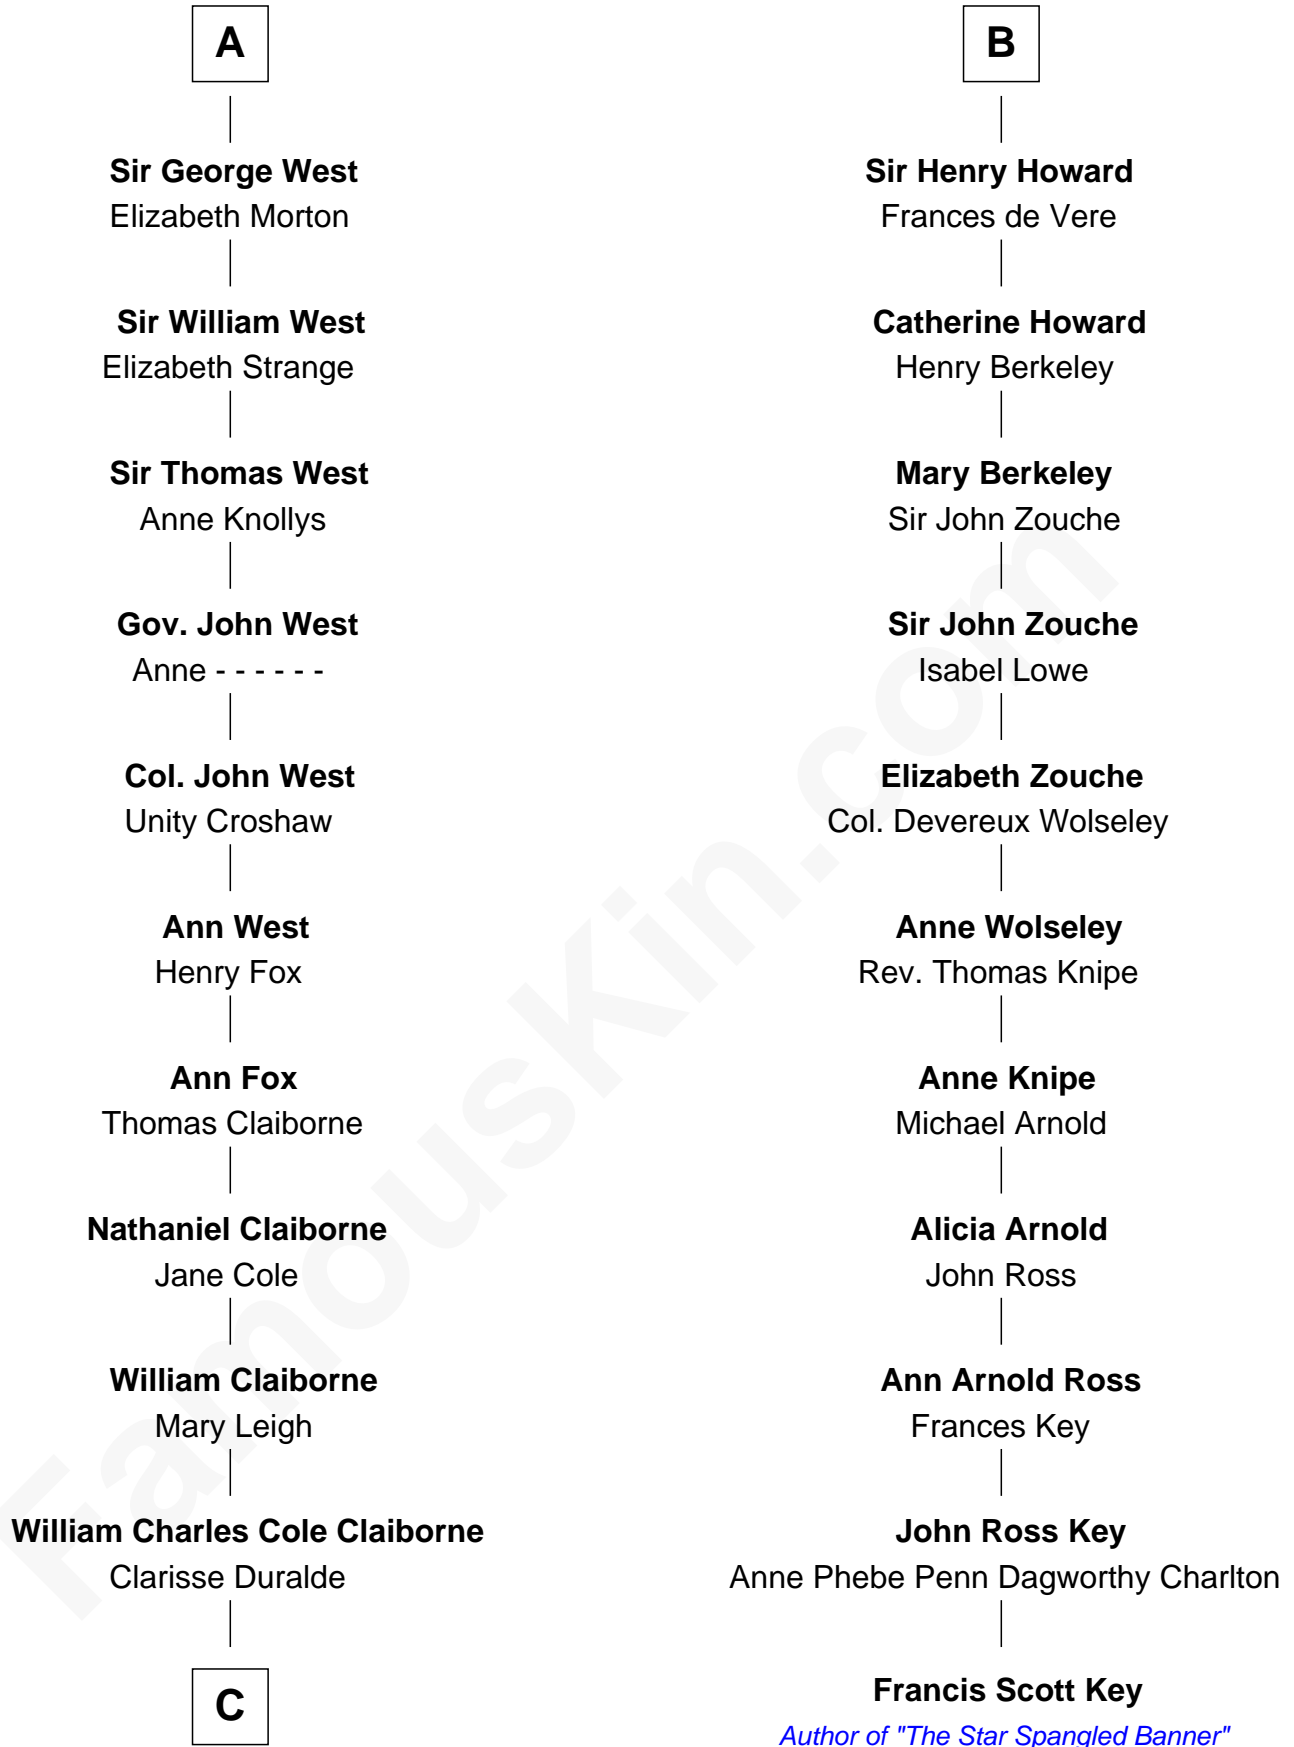 A
Sir George West
Elizabeth Morton
Sir William West
Elizabeth Strange
Sir Thomas West
Anne Knollys
Gov. John West
Anne - - - - - -
Col. John West
Unity Croshaw
Ann West
Henry Fox
Ann Fox
Thomas Claiborne
Nathaniel Claiborne
Jane Cole
William Claiborne
Mary Leigh
William Charles Cole Claiborne
Clarisse Duralde
C
B
Sir Henry Howard
Frances de Vere
Catherine Howard
Henry Berkeley
Mary Berkeley
Sir John Zouche
Sir John Zouche
Isabel Lowe
Elizabeth Zouche
Col. Devereux Wolseley
Anne Wolseley
Rev. Thomas Knipe
Anne Knipe
Michael Arnold
Alicia Arnold
John Ross
Ann Arnold Ross
Frances Key
John Ross Key
Anne Phebe Penn Dagworthy Charlton
Francis Scott Key
Author of "The Star Spangled Banner"
FamousKin.com